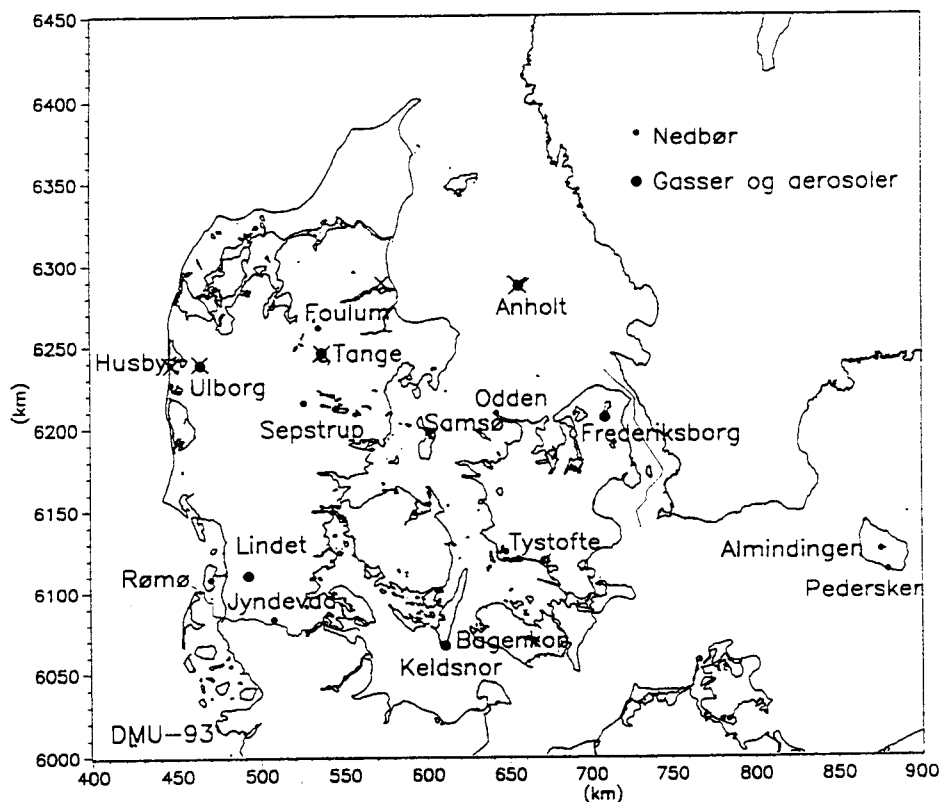 6450
6400
6350
6300
6250
6200
6150
6100
6050
6000
(km)
Nedbør
Gasser og aerosoler
Foulum
Anholt
Husby
Tange
Ulborg
Odden
Sepstrup
Samsø
Frederiksborg
Lindet
Tystofte
Almindingen
Rømø
Jyndevad
Pedersker
Bagenkop
Keldsnor
DMU-93
400 450 500 550 600 650 700 750 800 850 900
(km)